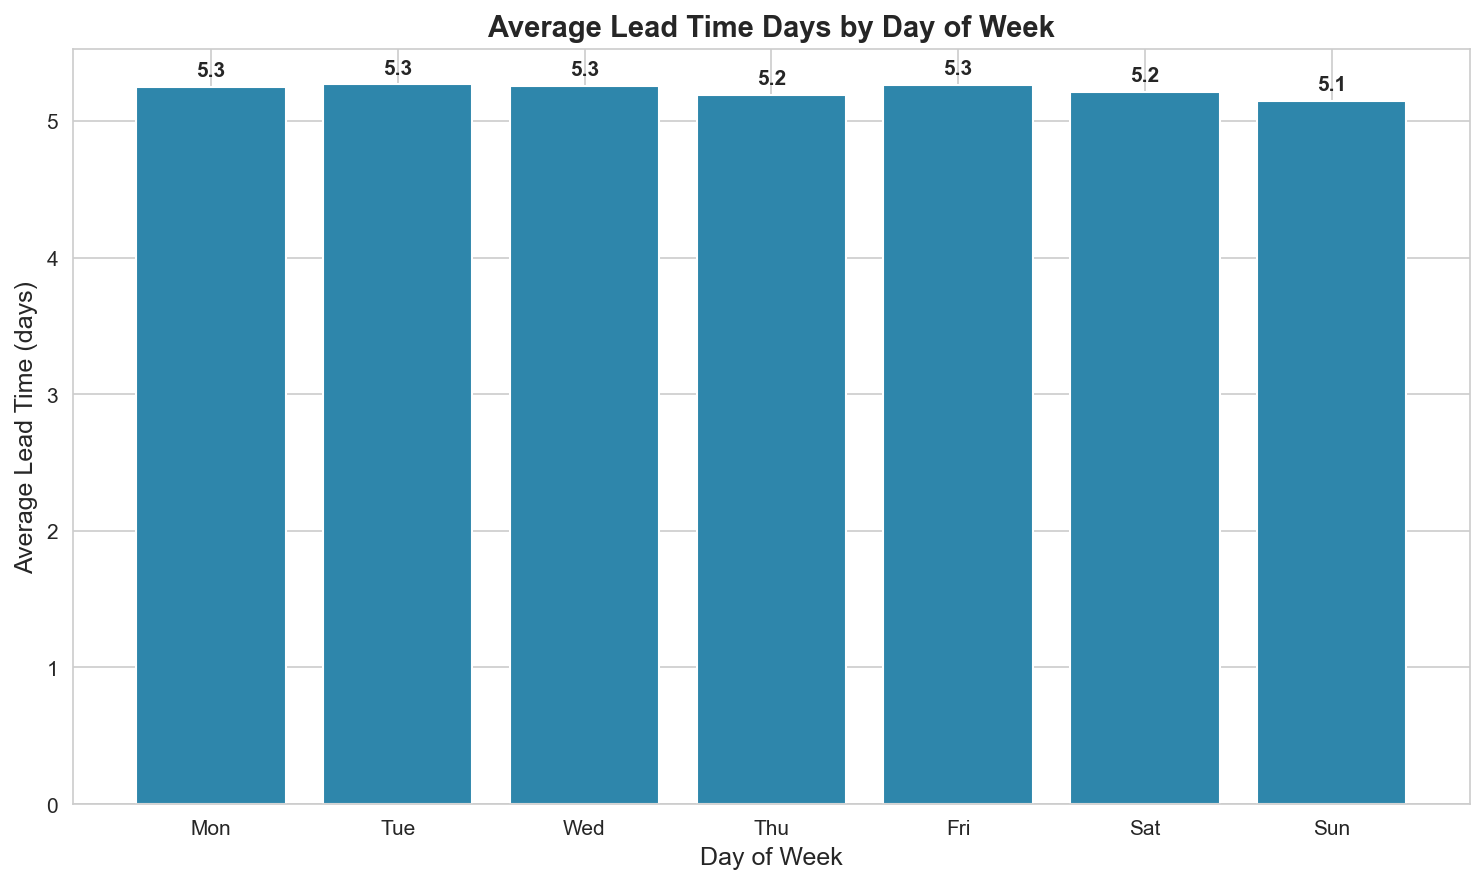 Average Lead Time Days by Day of Week
5.3
5.3
5.3
5.2
5.3
5.2
5.1
5
4
3
2
1
0
Average Lead Time (days)
Mon
Tue
Wed
Thu
Fri
Sat
Sun
Day of Week